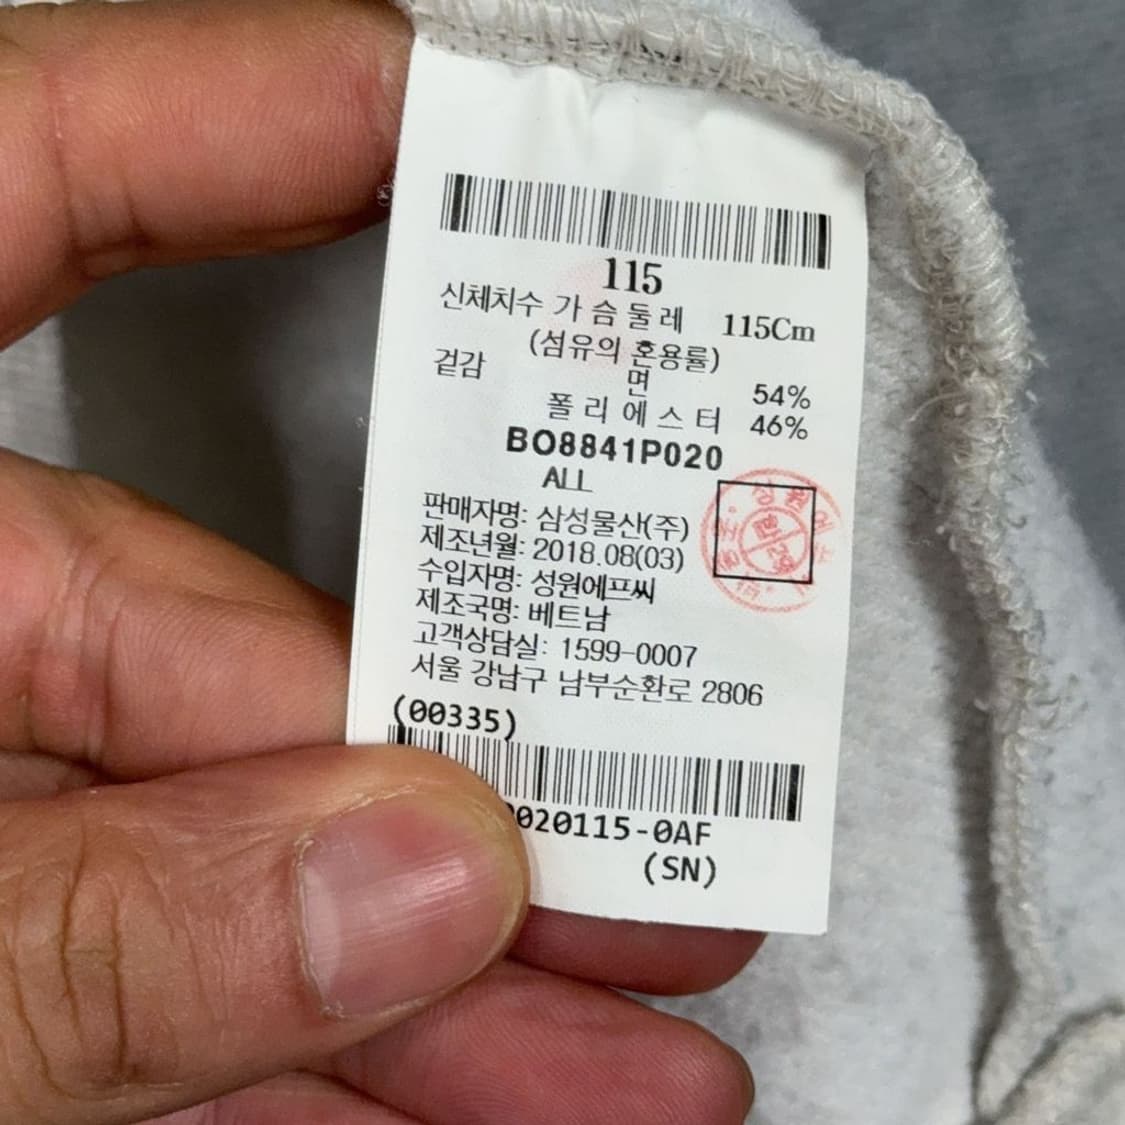 115
신체치수 가슴둘레 115Cm
(섬유의 혼용률)
겉감 면 54%
폴리에스터 46%
BO8841P020
ALL
판매자명: 삼성물산(주)
제조년월: 2018.08(03)
수입자명: 성원에프씨
제조국명: 베트남
고객상담실: 1599-0007
서울 강남구 남부순환로 2806
(00335)
020115-0AF
(SN)